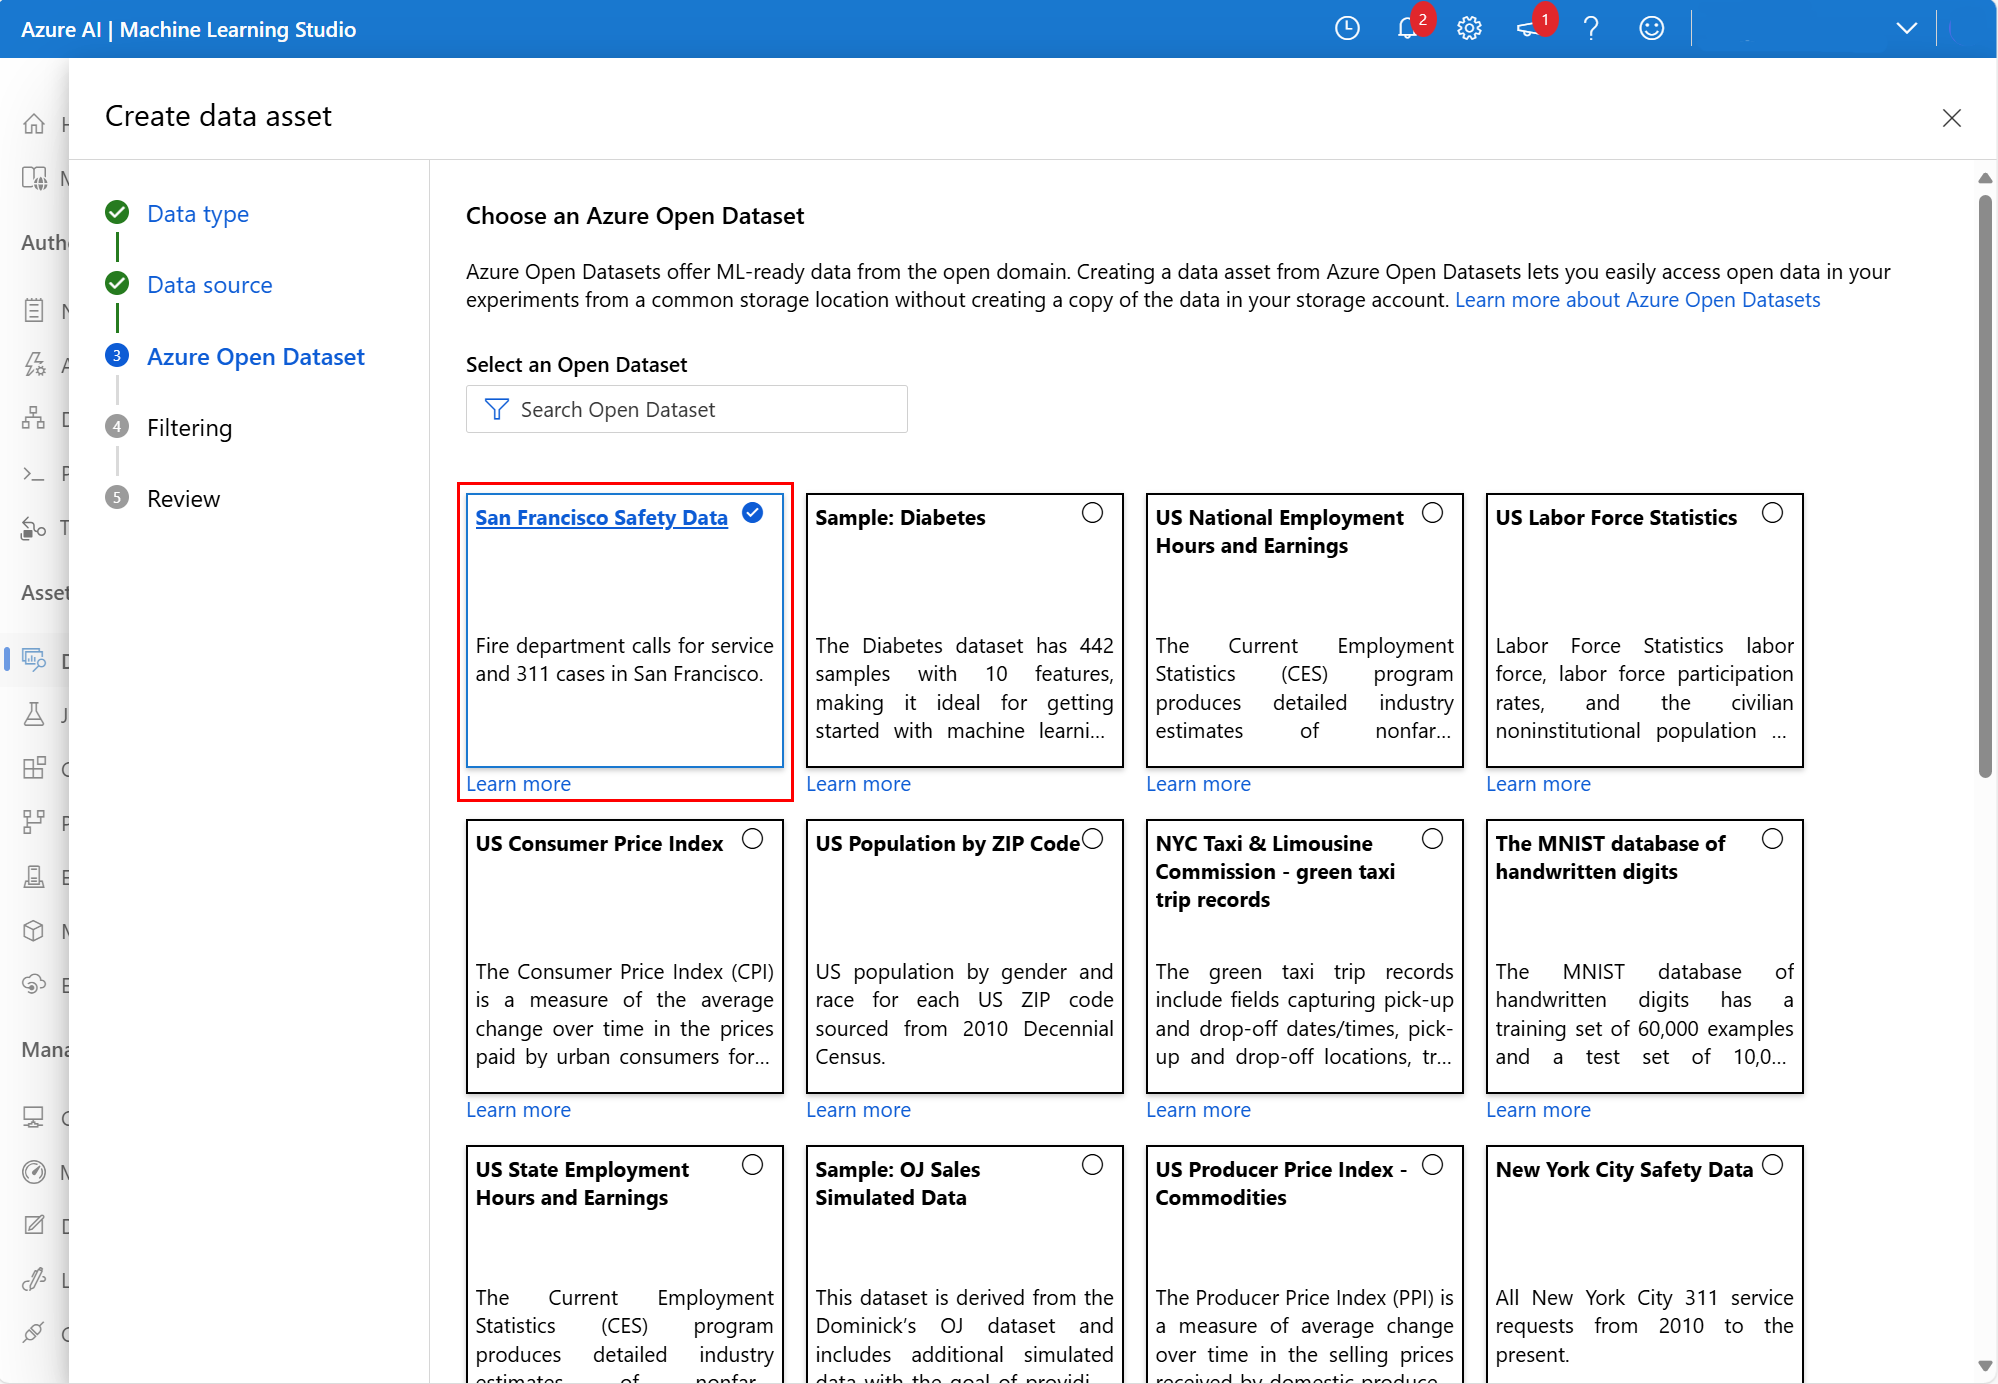 Azure AI | Machine Learning Studio
2
1
Create data asset
Auth
Asset
Mana
Data type
Data source
3 Azure Open Dataset
4 Filtering
5 Review
Choose an Azure Open Dataset
Azure Open Datasets offer ML-ready data from the open domain. Creating a data asset from Azure Open Datasets lets you easily access open data in your
experiments from a common storage location without creating a copy of the data in your storage account. Learn more about Azure Open Datasets
Select an Open Dataset
Search Open Dataset
San Francisco Safety Data
Fire department calls for service
and 311 cases in San Francisco.
Learn more
Sample: Diabetes
The Diabetes dataset has 442
samples with 10 features,
making it ideal for getting
started with machine learni...
Learn more
US National Employment
Hours and Earnings
The Current Employment
Statistics (CES) program
produces detailed industry
estimates of nonfar...
Learn more
US Labor Force Statistics
Labor Force Statistics labor
force, labor force participation
rates, and the civilian
noninstitutional population ...
Learn more
US Consumer Price Index
The Consumer Price Index (CPI)
is a measure of the average
change over time in the prices
paid by urban consumers for...
Learn more
US Population by ZIP Code
US population by gender and
race for each US ZIP code
sourced from 2010 Decennial
Census.
Learn more
NYC Taxi & Limousine
Commission - green taxi
trip records
The green taxi trip records
include fields capturing pick-up
and drop-off dates/times, pick-
up and drop-off locations, tr...
Learn more
The MNIST database of
handwritten digits
The MNIST database of
handwritten digits has a
training set of 60,000 examples
and a test set of 10,0...
Learn more
US State Employment
Hours and Earnings
The Current Employment
Statistics (CES) program
produces detailed industry
estimates of nonfar...
Sample: OJ Sales
Simulated Data
This dataset is derived from the
Dominick's OJ dataset and
includes additional simulated
data with the goal of providi...
US Producer Price Index -
Commodities
The Producer Price Index (PPI) is
a measure of average change
over time in the selling prices
received by domestic produce...
New York City Safety Data
All New York City 311 service
requests from 2010 to the
present.